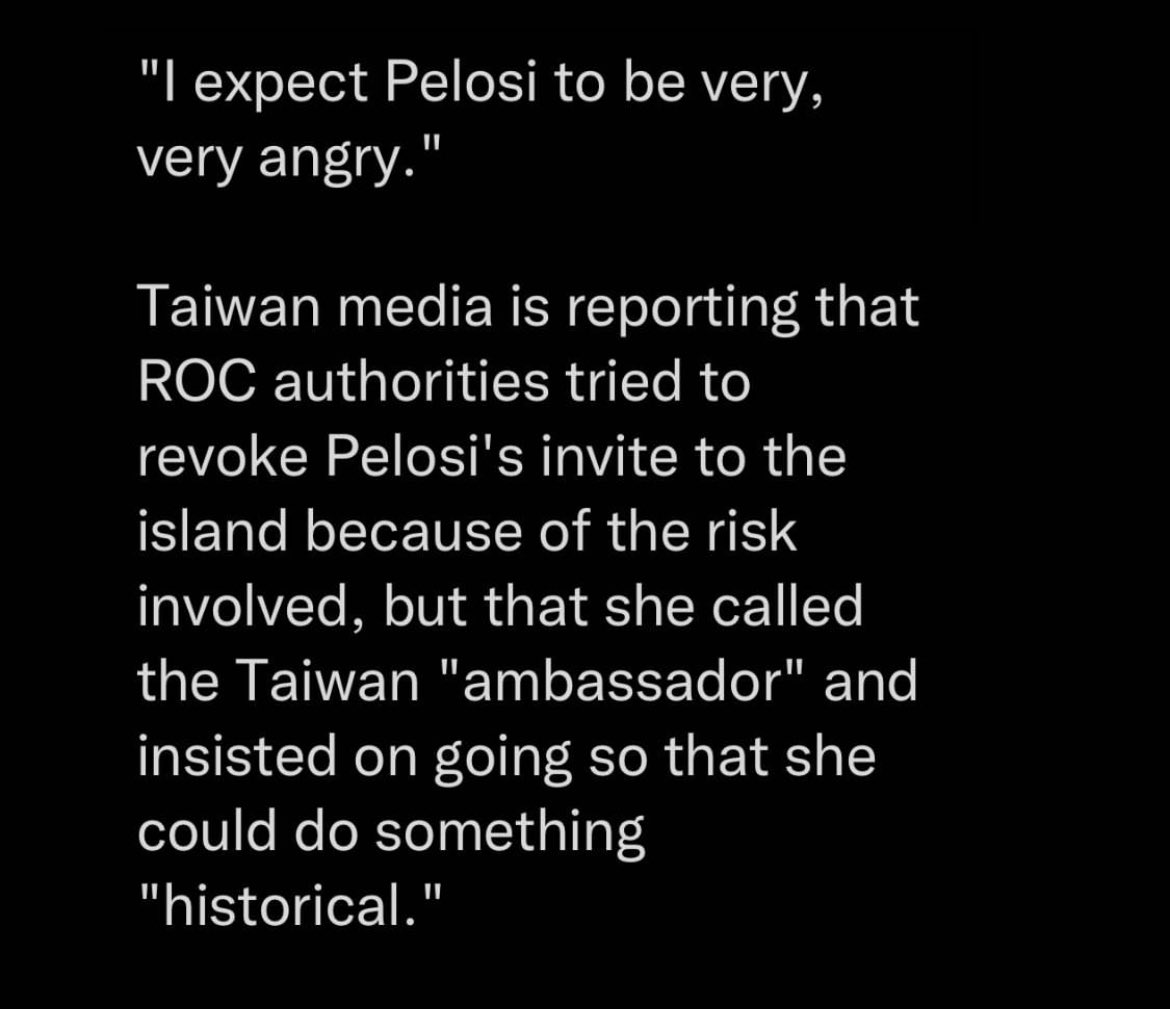 "I expect Pelosi to be very,
very angry."
Taiwan media is reporting that
ROC authorities tried to
revoke Pelosi's invite to the
island because of the risk
involved, but that she called
the Taiwan "ambassador" and
insisted on going so that she
could do something
"historical."